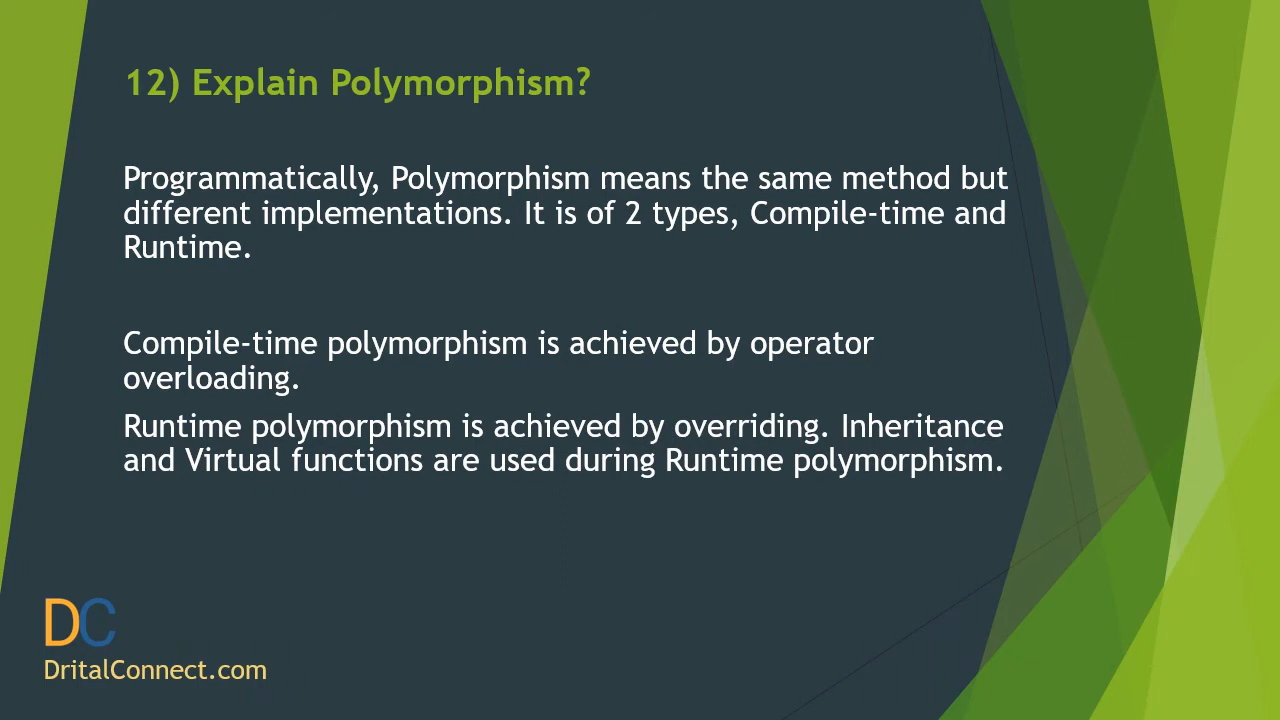 12) Explain Polymorphism?
Programmatically, Polymorphism means the same method but
different implementations. It is of 2 types, Compile-time and
Runtime.
Compile-time polymorphism is achieved by operator
overloading.
Runtime polymorphism is achieved by overriding. Inheritance
and Virtual functions are used during Runtime polymorphism.
DC
DritalConnect.com